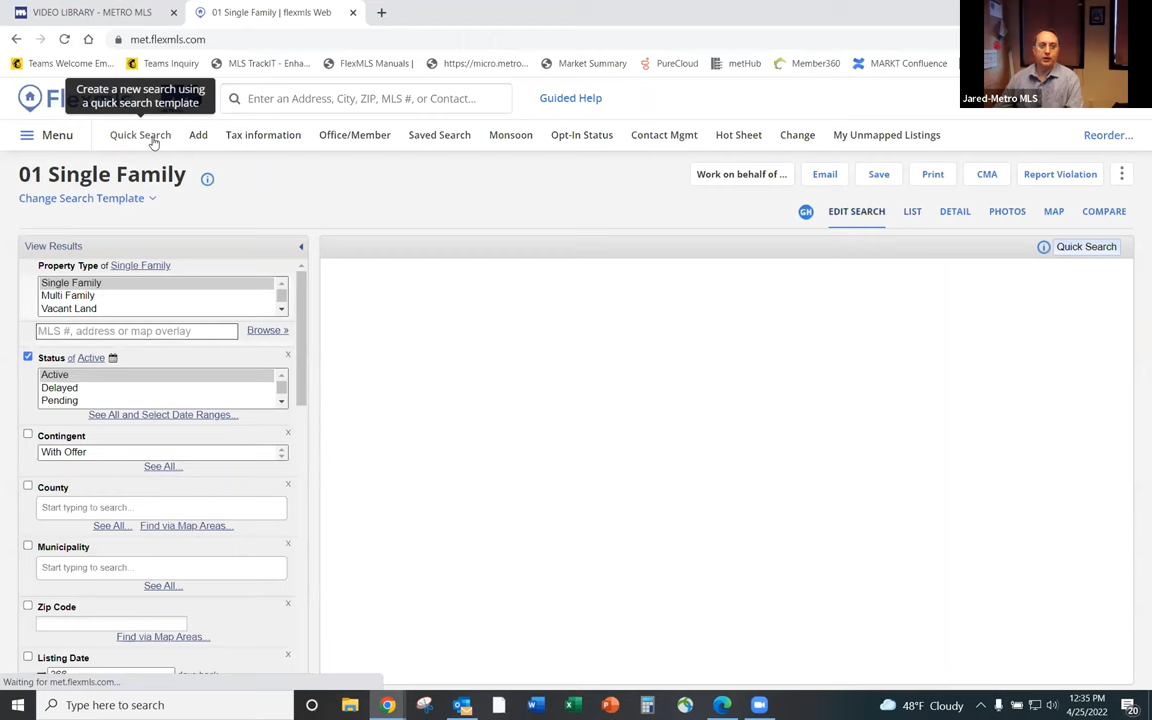 VIDEO LIBRARY - METRO MLS
01 Single Family | flexmls Web
met.flexmls.com
Teams Welcome Em...
Teams Inquiry
MLS TrackIT - Enha...
FlexMLS Manuals |
https://micro.metro...
Market Summary
PureCloud
metHub
Member360
MARKT Confluence
Jared-Metro MLS
Create a new search using
a quick search template
Enter an Address, City, ZIP, MLS #, or Contact...
Guided Help
Menu
Quick Search
Add
Tax information
Office/Member
Saved Search
Monsoon
Opt-In Status
Contact Mgmt
Hot Sheet
Change
My Unmapped Listings
Reorder...
01 Single Family
Work on behalf of ...
Email
Save
Print
CMA
Report Violation
Change Search Template
GH
EDIT SEARCH
LIST
DETAIL
PHOTOS
MAP
COMPARE
View Results
Quick Search
Property Type of Single Family
Single Family
Multi Family
Vacant Land
MLS #, address or map overlay
Browse »
Status of Active
X
Active
Delayed
Pending
See All and Select Date Ranges...
Contingent
X
With Offer
See All...
County
X
Start typing to search...
See All...
Find via Map Areas...
Municipality
X
Start typing to search...
See All...
Zip Code
X
Find via Map Areas...
Listing Date
X
Waiting for met.flexmls.com...
Type here to search
48°F Cloudy
12:35 PM
4/25/2022
20